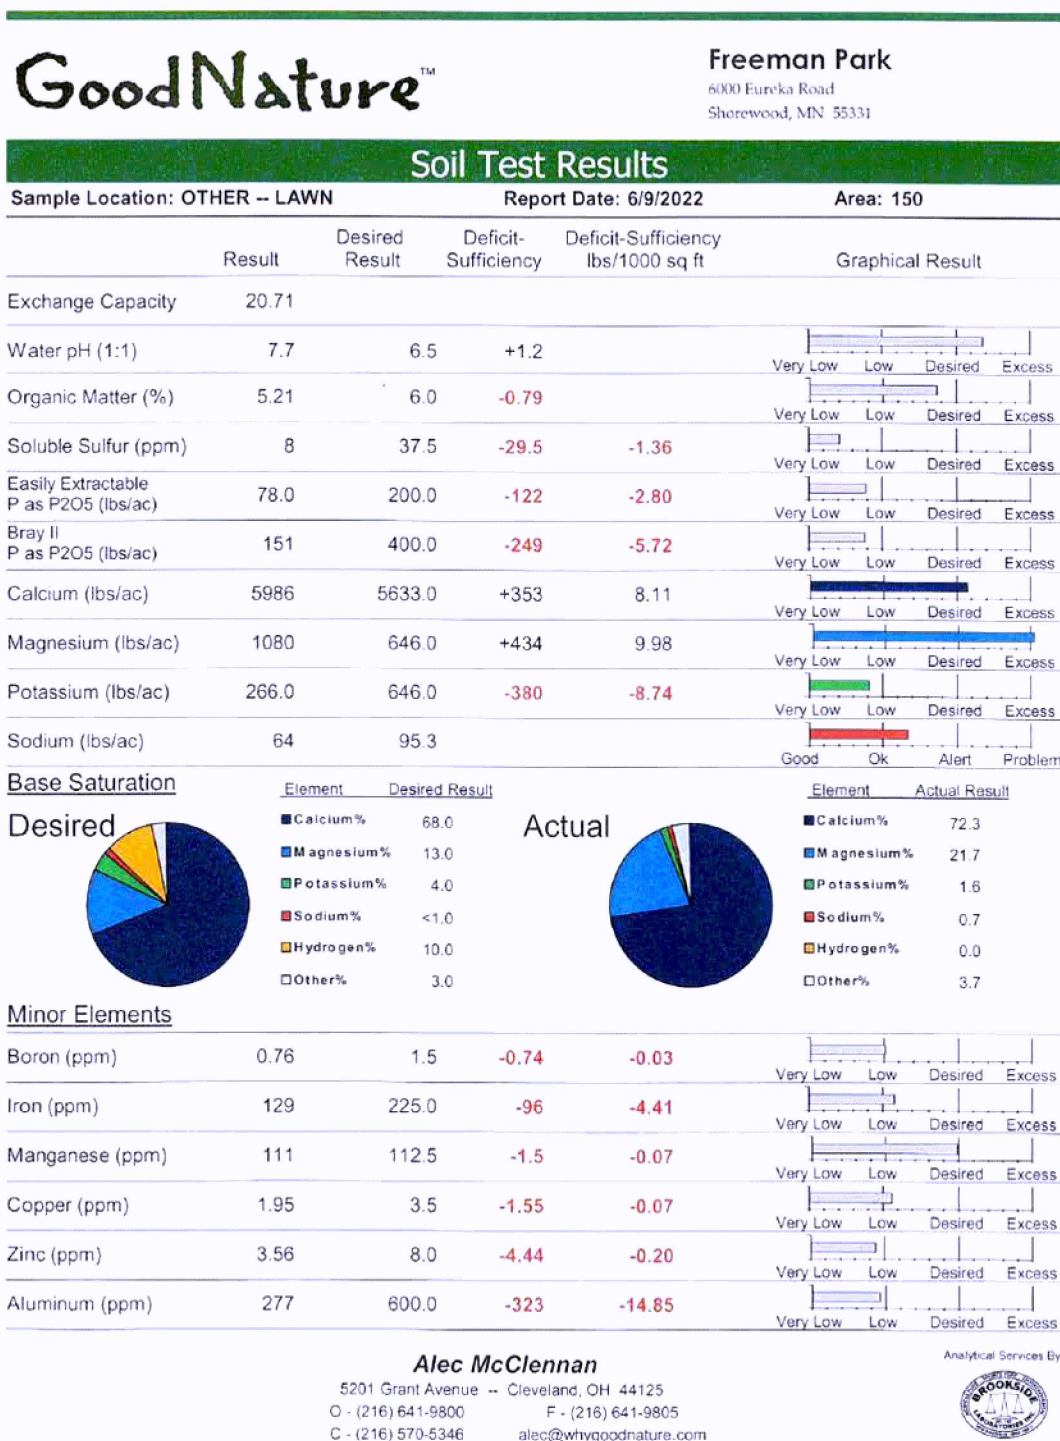 GoodNature™
Freeman Park
6000 Eureka Road
Shorewood, MN 55331
Soil Test Results
Sample Location: OTHER -- LAWN Report Date: 6/9/2022 Area: 150
Result Desired Result Deficit-Sufficiency Deficit-Sufficiency lbs/1000 sq ft Graphical Result
Exchange Capacity 20.71
Water pH (1:1) 7.7 6.5 +1.2
Very Low Low Desired Excess
Organic Matter (%) 5.21 6.0 -0.79
Very Low Low Desired Excess
Soluble Sulfur (ppm) 8 37.5 -29.5 -1.36
Very Low Low Desired Excess
Easily Extractable
P as P2O5 (lbs/ac) 78.0 200.0 -122 -2.80
Very Low Low Desired Excess
Bray II
P as P2O5 (lbs/ac) 151 400.0 -249 -5.72
Very Low Low Desired Excess
Calcium (lbs/ac) 5986 5633.0 +353 8.11
Very Low Low Desired Excess
Magnesium (lbs/ac) 1080 646.0 +434 9.98
Very Low Low Desired Excess
Potassium (lbs/ac) 266.0 646.0 -380 -8.74
Very Low Low Desired Excess
Sodium (lbs/ac) 64 95.3
Good Ok Alert Problem
Base Saturation
Desired
Element Desired Result
Calcium% 68.0
Magnesium% 13.0
Potassium% 4.0
Sodium% <1.0
Hydrogen% 10.0
Other% 3.0
Actual
Element Actual Result
Calcium% 72.3
Magnesium% 21.7
Potassium% 1.6
Sodium% 0.7
Hydrogen% 0.0
Other% 3.7
Minor Elements
Boron (ppm) 0.76 1.5 -0.74 -0.03
Very Low Low Desired Excess
Iron (ppm) 129 225.0 -96 -4.41
Very Low Low Desired Excess
Manganese (ppm) 111 112.5 -1.5 -0.07
Very Low Low Desired Excess
Copper (ppm) 1.95 3.5 -1.55 -0.07
Very Low Low Desired Excess
Zinc (ppm) 3.56 8.0 -4.44 -0.20
Very Low Low Desired Excess
Aluminum (ppm) 277 600.0 -323 -14.85
Very Low Low Desired Excess
Alec McClennan
5201 Grant Avenue -- Cleveland, OH 44125
O - (216) 641-9800 F - (216) 641-9805
C - (216) 570-5346 alec@whygoodnature.com
Analytical Services By
BROOKSIDE
LABORATORIES INC